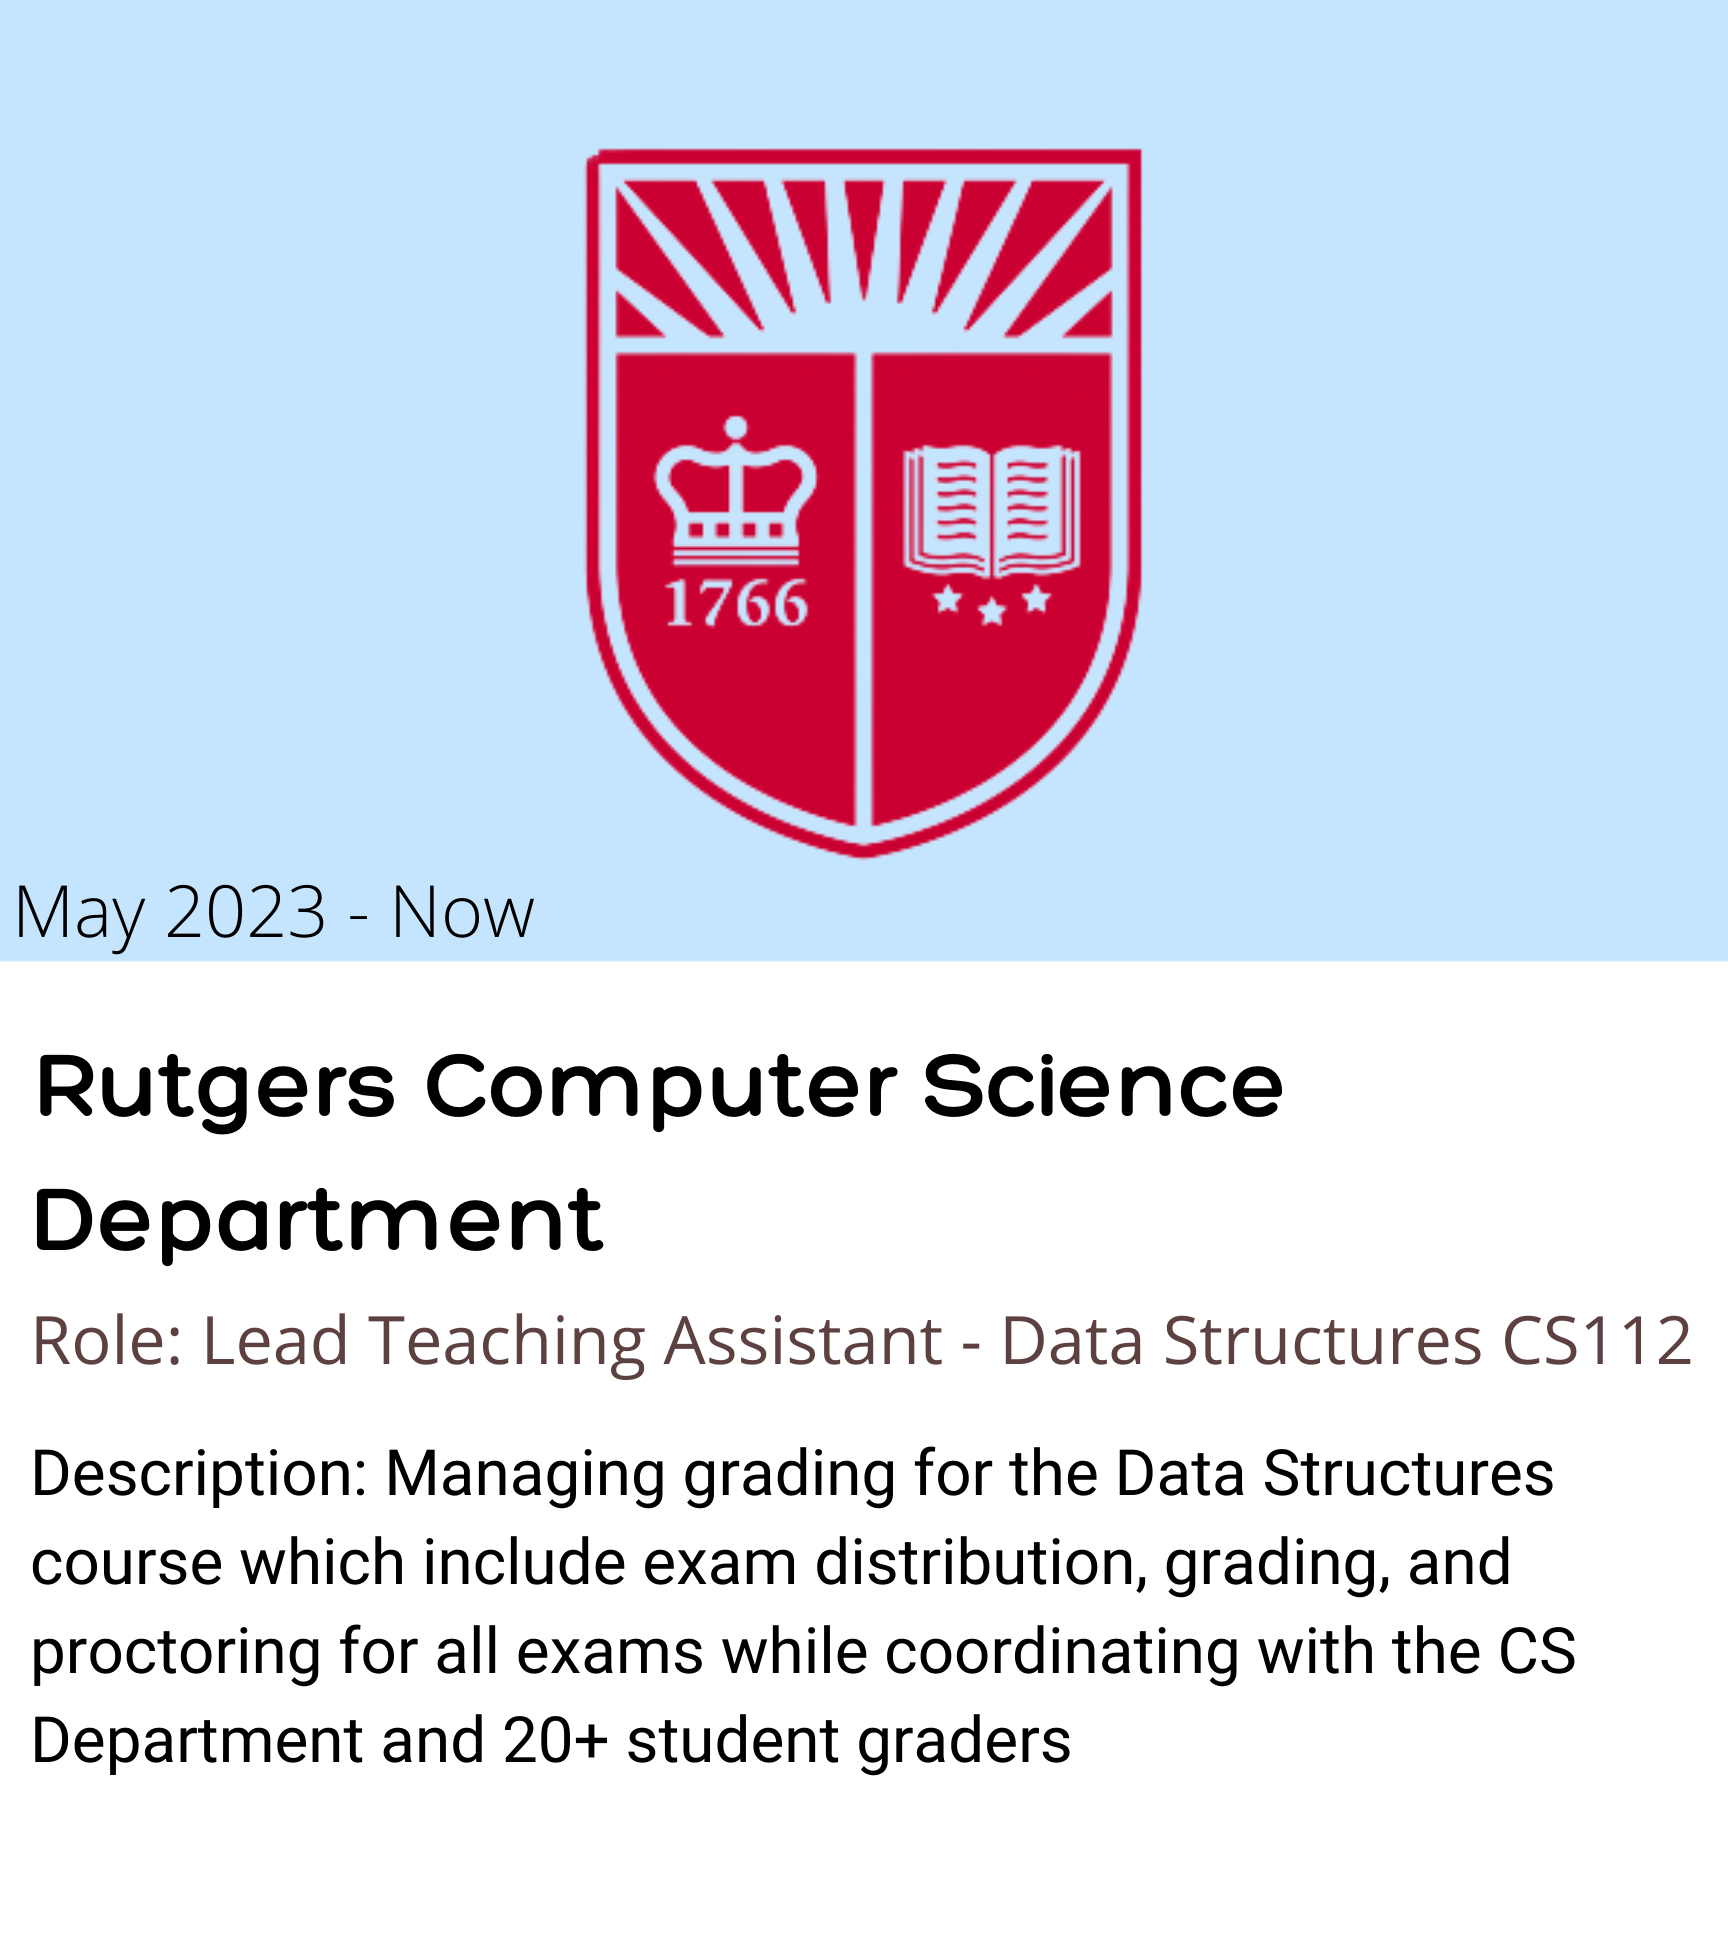 1766
May 2023 - Now
Rutgers Computer Science
Department
Role: Lead Teaching Assistant - Data Structures CS112
Description: Managing grading for the Data Structures
course which include exam distribution, grading, and
proctoring for all exams while coordinating with the CS
Department and 20+ student graders